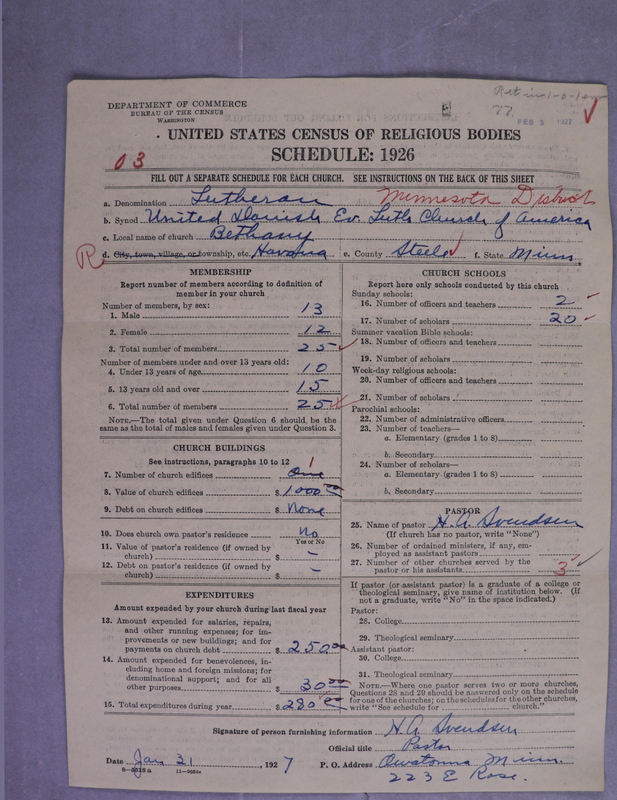 DEPARTMENT OF COMMERCE
BUREAU OF THE CENSUS
WASHINGTON
77.
FEB 5 1927
UNITED STATES CENSUS OF RELIGIOUS BODIES
SCHEDULE: 1926
03
FILL OUT A SEPARATE SCHEDULE FOR EACH CHURCH. SEE INSTRUCTIONS ON THE BACK OF THIS SHEET
a. Denomination Lutheran Minnesota District
b. Synod United Danish Ev. Luth Church of America
c. Local name of church Bethany
R d. City, town, village, or township, etc. Havana e. County Steele f. State Minn
MEMBERSHIP
Report number of members according to definition of
member in your church
Number of members, by sex:
1. Male 13
2. Female 12
3. Total number of members 25
Number of members under and over 13 years old:
4. Under 13 years of age 10
5. 13 years old and over 15
6. Total number of members 25
NOTE.—The total given under Question 6 should be the
same as the total of males and females given under Question 3.
CHURCH BUILDINGS
See instructions, paragraphs 10 to 12
1
7. Number of church edifices One
8. Value of church edifices $ 1000 00
9. Debt on church edifices $ None
10. Does church own pastor's residence No
Yes or No
11. Value of pastor's residence (if owned by
church) $ –
12. Debt on pastor's residence (if owned by
church) $ –
EXPENDITURES
Amount expended by your church during last fiscal year
13. Amount expended for salaries, repairs,
and other running expenses; for im-
provements or new buildings; and for
payments on church debt $ 250 00
14. Amount expended for benevolences, in-
cluding home and foreign missions; for
denominational support; and for all
other purposes $ 30 00
15. Total expenditures during year $ 280 00
CHURCH SCHOOLS
Report here only schools conducted by this church
Sunday schools:
16. Number of officers and teachers 2
17. Number of scholars 20
Summer vacation Bible schools:
18. Number of officers and teachers
19. Number of scholars
Week-day religious schools:
20. Number of officers and teachers
21. Number of scholars
Parochial schools:
22. Number of administrative officers
23. Number of teachers—
a. Elementary (grades 1 to 8)
b. Secondary
24. Number of scholars—
a. Elementary (grades 1 to 8)
b. Secondary
PASTOR
25. Name of pastor H. A. Svendsen
(If church has no pastor, write "None")
26. Number of ordained ministers, if any, em-
ployed as assistant pastors
27. Number of other churches served by the
pastor or his assistants 3
If pastor (or assistant pastor) is a graduate of a college or
theological seminary, give name of institution below. (If
not a graduate, write "No" in the space indicated.)
Pastor:
28. College
29. Theological seminary
Assistant pastor:
30. College
31. Theological seminary
NOTE.—Where one pastor serves two or more churches,
Questions 28 and 29 should be answered only on the schedule
for one of the churches; on the schedules for the other churches,
write "See schedule for church."
Signature of person furnishing information H. A. Svendsen
Official title Pastor
Date Jan 31, 1927 P. O. Address Owatonna Minn.
223 E Rose.